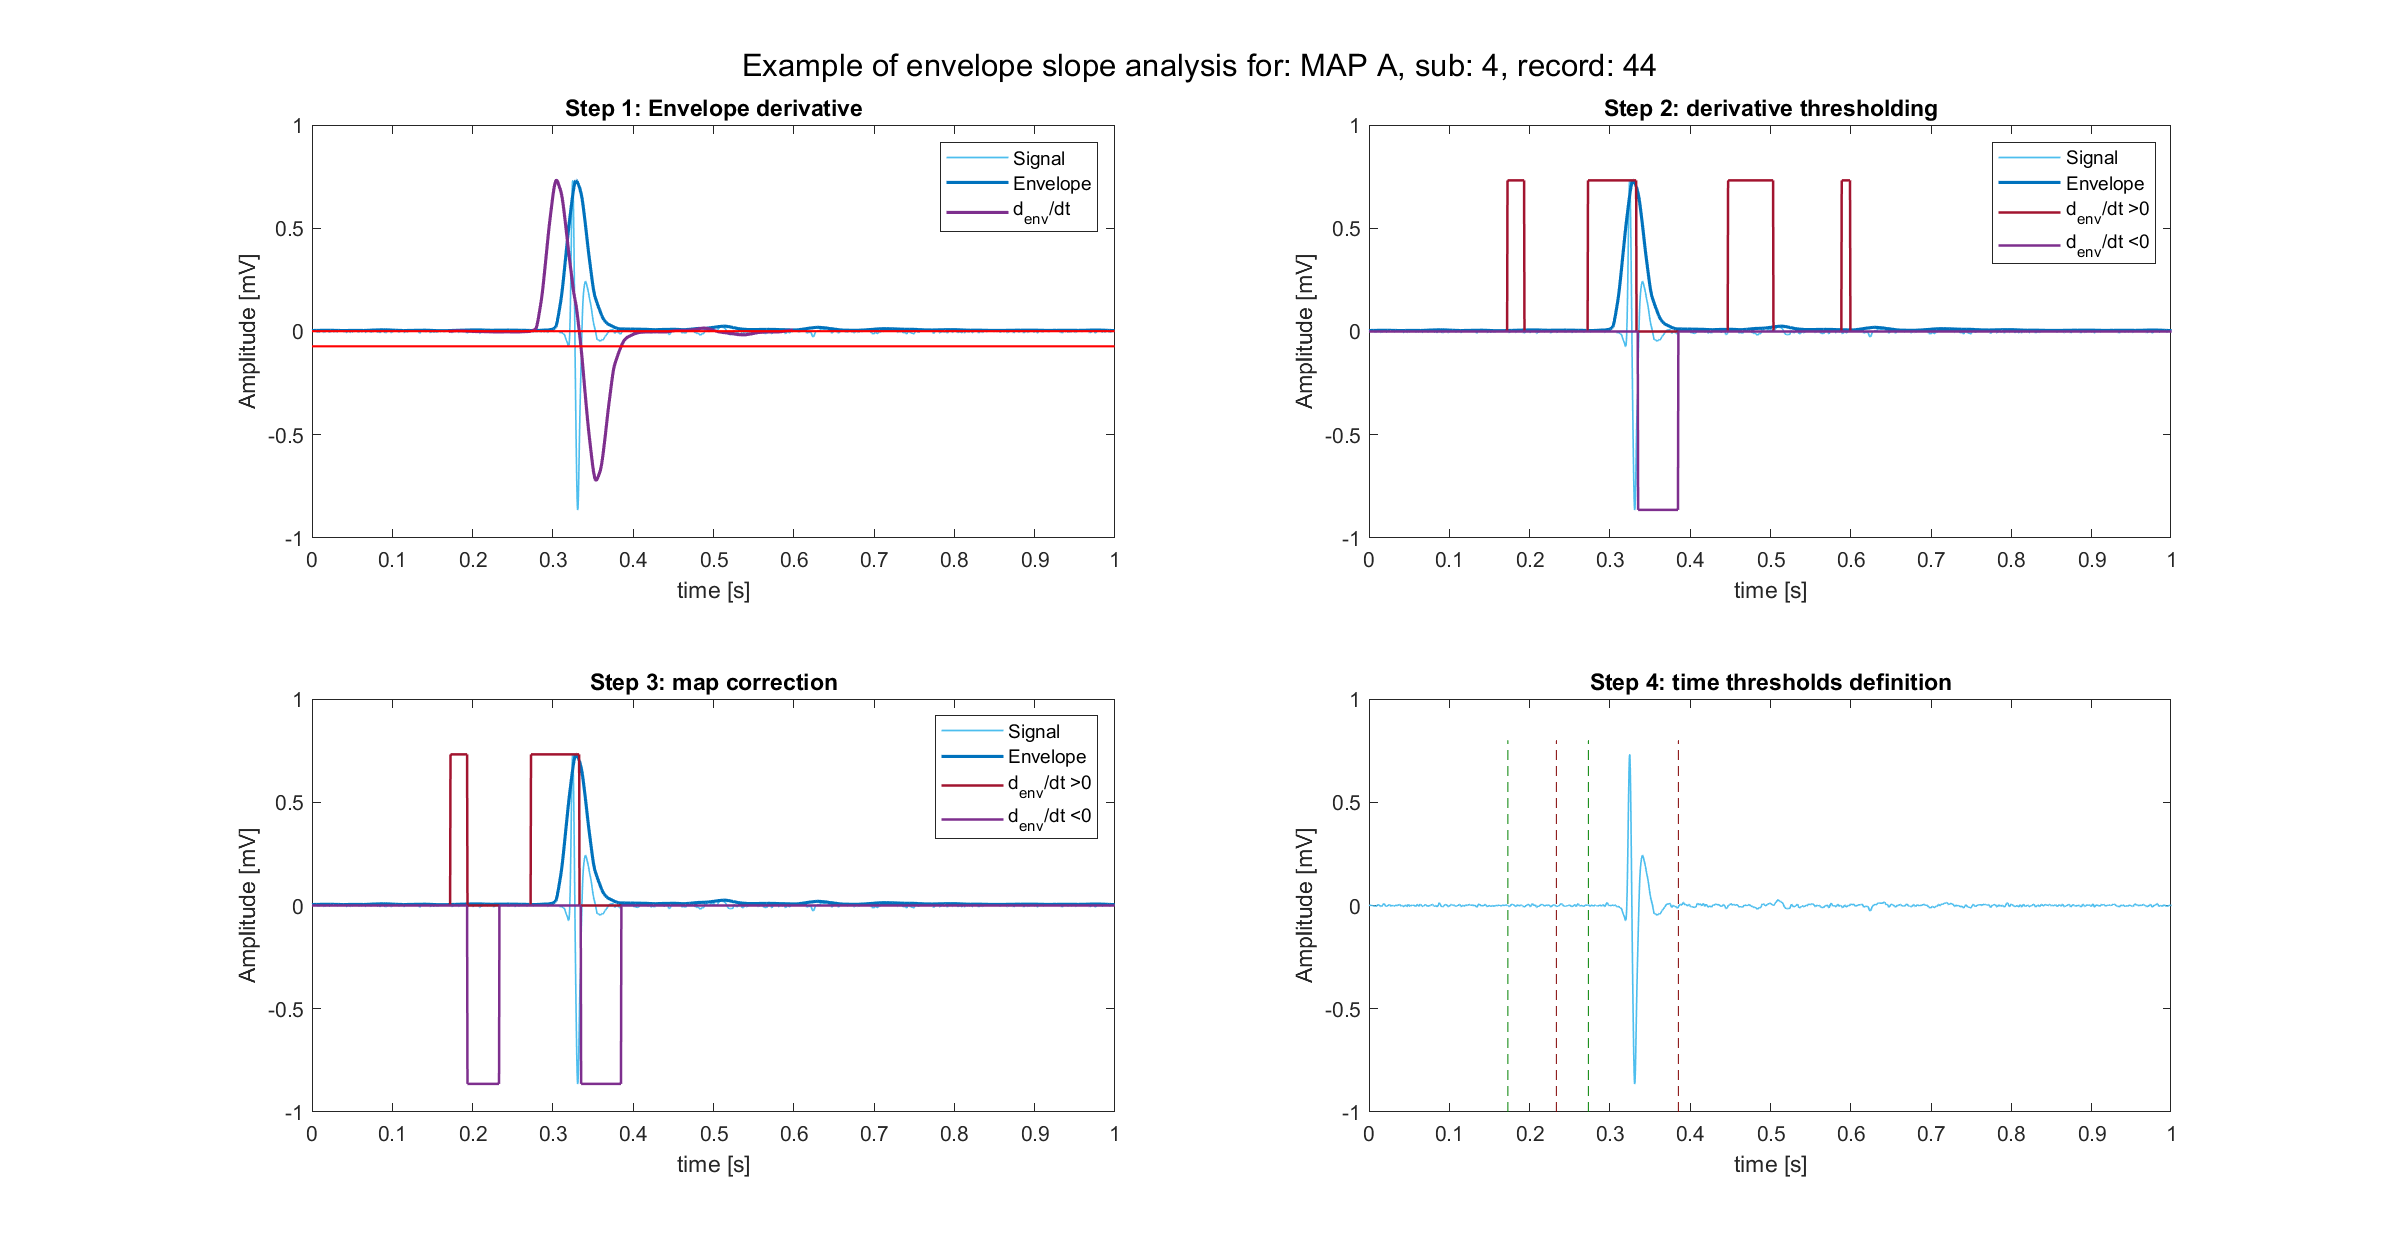 Example of envelope slope analysis for: MAP A, sub: 4, record: 44
Step 1: Envelope derivative
1
0.5
0
-0.5
-1
Amplitude [mV]
0 0.1 0.2 0.3 0.4 0.5 0.6 0.7 0.8 0.9 1
time [s]
Signal
Envelope
d_env/dt
Step 2: derivative thresholding
1
0.5
0
-0.5
-1
Amplitude [mV]
0 0.1 0.2 0.3 0.4 0.5 0.6 0.7 0.8 0.9 1
time [s]
Signal
Envelope
d_env/dt >0
d_env/dt <0
Step 3: map correction
1
0.5
0
-0.5
-1
Amplitude [mV]
0 0.1 0.2 0.3 0.4 0.5 0.6 0.7 0.8 0.9 1
time [s]
Signal
Envelope
d_env/dt >0
d_env/dt <0
Step 4: time thresholds definition
1
0.5
0
-0.5
-1
Amplitude [mV]
0 0.1 0.2 0.3 0.4 0.5 0.6 0.7 0.8 0.9 1
time [s]